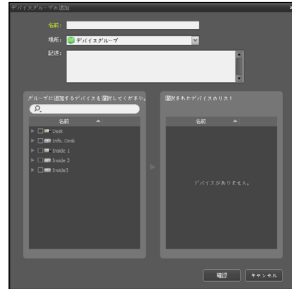 デバイスグループの追加
名前:
場所: デバイスグループ
記述:
グループに追加するデバイスを選択してください。
名前
Desk
Info. Desk
Inside 1
Inside 2
Inside3
選択されたデバイスのリスト
名前
デバイスがありません。
確認
キャンセル